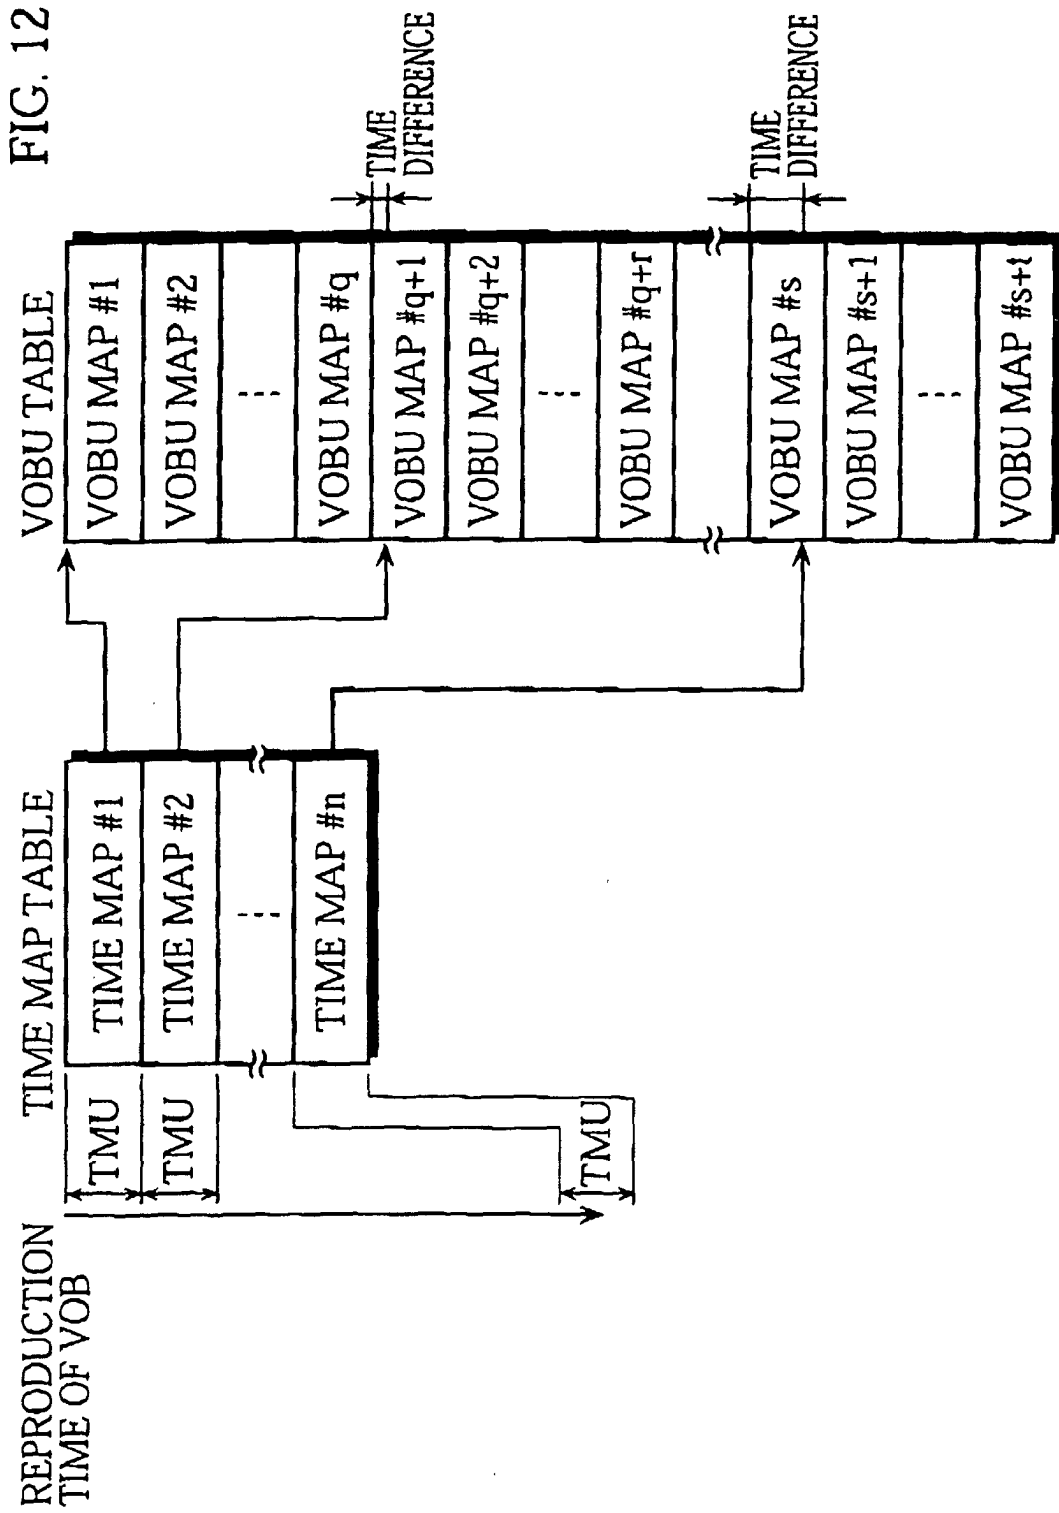 FIG. 12
REPRODUCTION
TIME OF VOB
TIME MAP TABLE
VOBU TABLE
TMU
TMU
TMU
TIME MAP #1
TIME MAP #2
----
TIME MAP #n
VOBU MAP #1
VOBU MAP #2
----
VOBU MAP #q
VOBU MAP #q+1
VOBU MAP #q+2
----
VOBU MAP #q+r
VOBU MAP #s
VOBU MAP #s+1
----
VOBU MAP #s+t
TIME
DIFFERENCE
TIME
DIFFERENCE